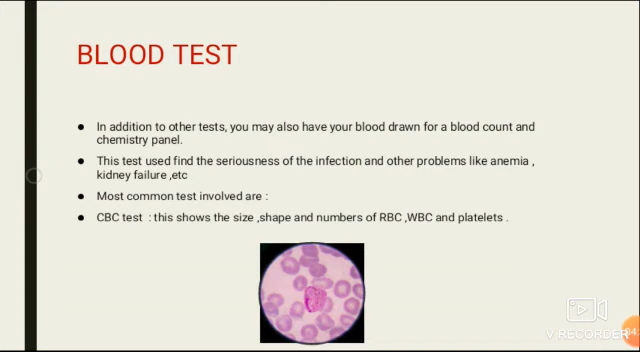 BLOOD TEST
In addition to other tests, you may also have your blood drawn for a blood count and
chemistry panel.
This test used find the seriousness of the infection and other problems like anemia ,
kidney failure ,etc
Most common test involved are :
CBC test : this shows the size ,shape and numbers of RBC ,WBC and platelets .
V RECORDER